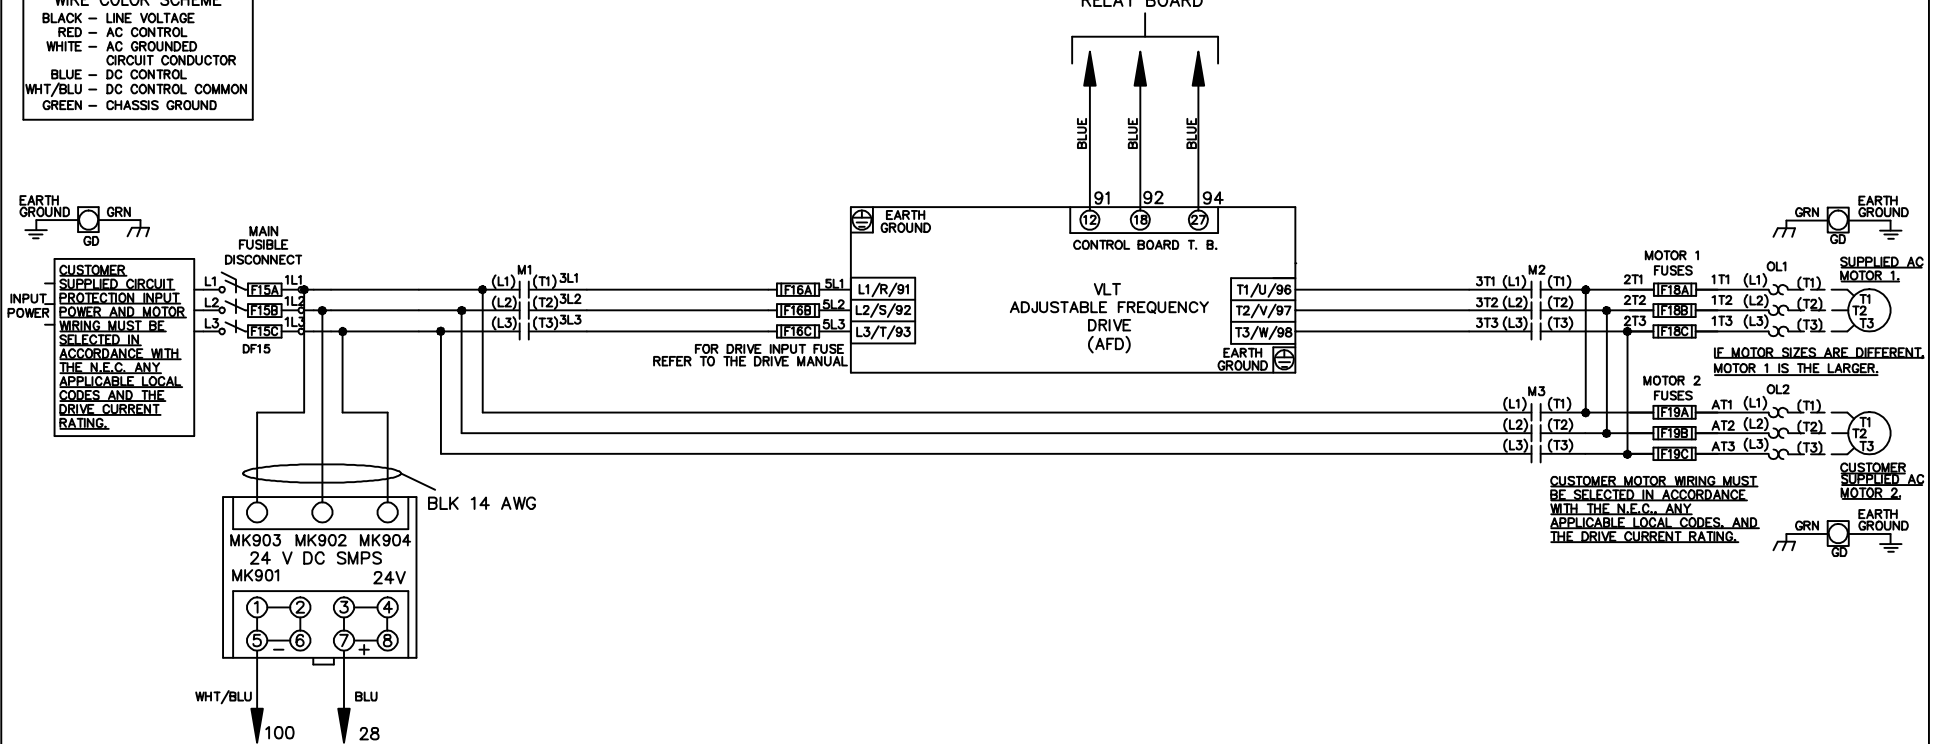 WIRE COLOR SCHEME
BLACK – LINE VOLTAGE
RED – AC CONTROL
WHITE – AC GROUNDED
CIRCUIT CONDUCTOR
BLUE – DC CONTROL
WHT/BLU – DC CONTROL COMMON
GREEN – CHASSIS GROUND
RELAY BOARD
BLUE
BLUE
BLUE
91
92
94
12
18
27
CONTROL BOARD T. B.
EARTH
GROUND
GRN
GD
MAIN
FUSIBLE
DISCONNECT
INPUT
POWER
CUSTOMER
SUPPLIED CIRCUIT
PROTECTION INPUT
POWER AND MOTOR
WIRING MUST BE
SELECTED IN
ACCORDANCE WITH
THE N.E.C. ANY
APPLICABLE LOCAL
CODES AND THE
DRIVE CURRENT
RATING.
L1
F15A
1L1
L2
F15B
1L2
L3
F15C
1L3
DF15
M1
(L1) (T1) 3L1
(L2) (T2) 3L2
(L3) (T3) 3L3
F16A 5L1
F16B 5L2
F16C 5L3
FOR DRIVE INPUT FUSE
REFER TO THE DRIVE MANUAL
EARTH
GROUND
L1/R/91
L2/S/92
L3/T/93
VLT
ADJUSTABLE FREQUENCY
DRIVE
(AFD)
T1/U/96
T2/V/97
T3/W/98
EARTH
GROUND
M2
3T1 (L1) (T1)
3T2 (L2) (T2)
3T3 (L3) (T3)
MOTOR 1
FUSES
2T1 F18A 1T1 (L1)
2T2 F18B 1T2 (L2)
2T3 F18C 1T3 (L3)
OL1
(T1)
(T2)
(T3)
GRN
EARTH
GROUND
GD
SUPPLIED AC
MOTOR 1.
T1
T2
T3
IF MOTOR SIZES ARE DIFFERENT,
MOTOR 1 IS THE LARGER.
M3
(L1) (T1)
(L2) (T2)
(L3) (T3)
MOTOR 2
FUSES
F19A AT1 (L1)
F19B AT2 (L2)
F19C AT3 (L3)
OL2
(T1)
(T2)
(T3)
T1
T2
T3
CUSTOMER
SUPPLIED AC
MOTOR 2.
CUSTOMER MOTOR WIRING MUST
BE SELECTED IN ACCORDANCE
WITH THE N.E.C., ANY
APPLICABLE LOCAL CODES, AND
THE DRIVE CURRENT RATING.
GRN
EARTH
GROUND
GD
BLK 14 AWG
MK903 MK902 MK904
24 V DC SMPS
MK901
24V
1 2 3 4
5 6 7 8
– +
WHT/BLU
BLU
100
28